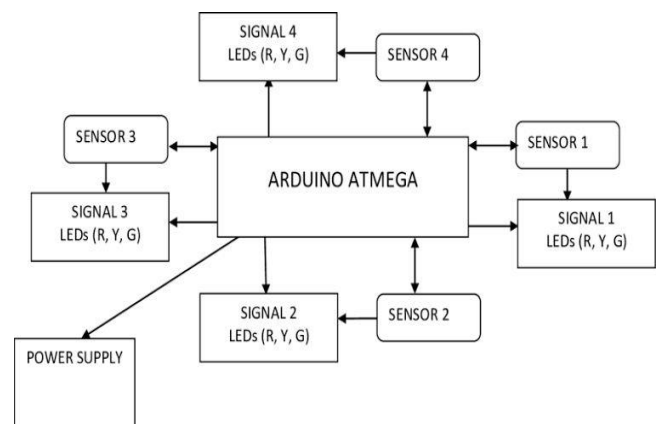 SIGNAL 4
LEDs (R, Y, G)
SENSOR 4
SENSOR 3
SENSOR 1
ARDUINO ATMEGA
SIGNAL 3
LEDs (R, Y, G)
SIGNAL 1
LEDs (R, Y, G)
SIGNAL 2
LEDs (R, Y, G)
SENSOR 2
POWER SUPPLY